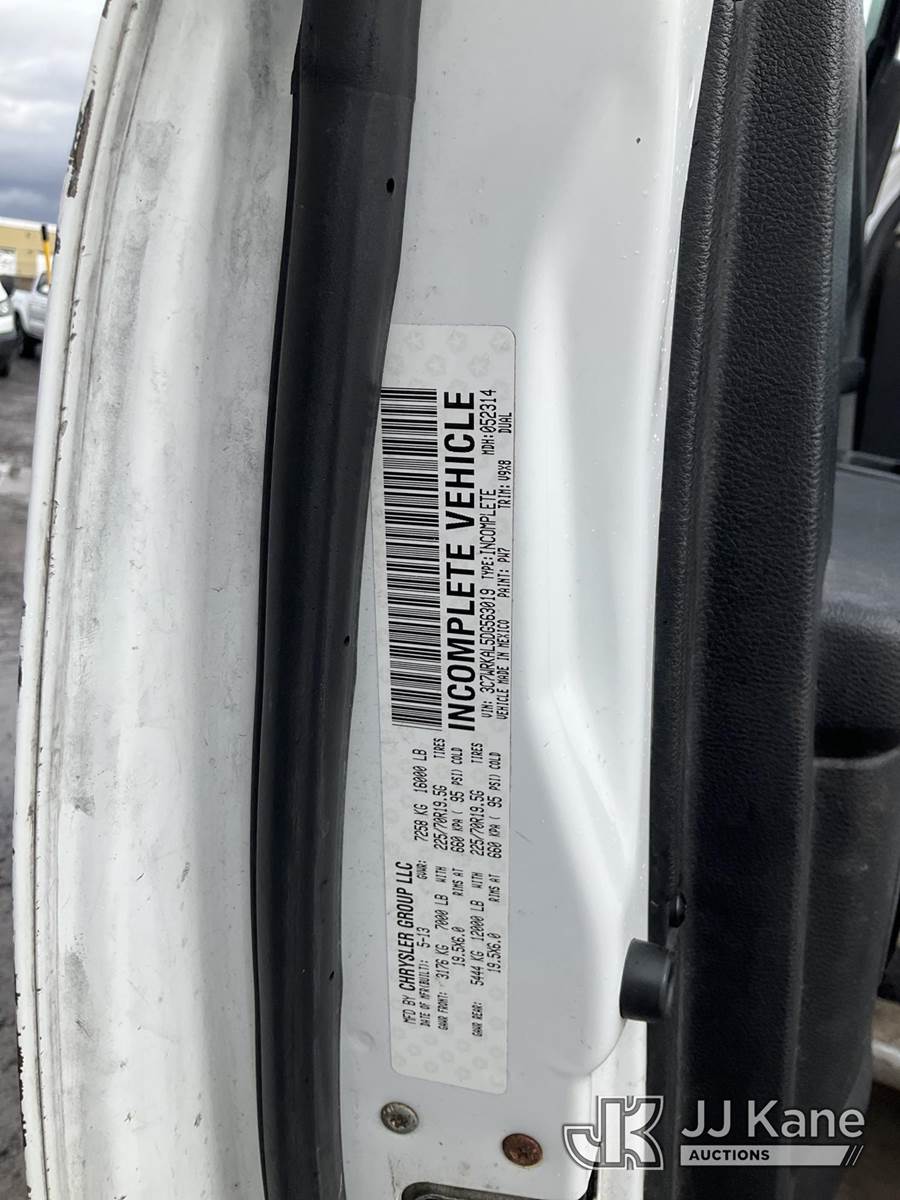 MFD BY CHRYSLER GROUP LLC
DATE OF MFR(BUILT): 5-13 GVWR: 7258 KG 16000 LB
GAWR FRONT: 3176 KG 7000 LB WITH 225/70R19.5G TIRES
19.5X6.0 RIMS AT 660 KPA ( 95 PSI) COLD
GAWR REAR: 5444 KG 12000 LB WITH 225/70R19.5G TIRES
19.5X6.0 RIMS AT 660 KPA ( 95 PSI) COLD
INCOMPLETE VEHICLE
VIN: 3C7WRKAL5DG563019 TYPE:INCOMPLETE MDH:052314
VEHICLE MADE IN MEXICO PAINT: PW7 TRIM: V9X8 DUAL
JK JJ Kane
AUCTIONS